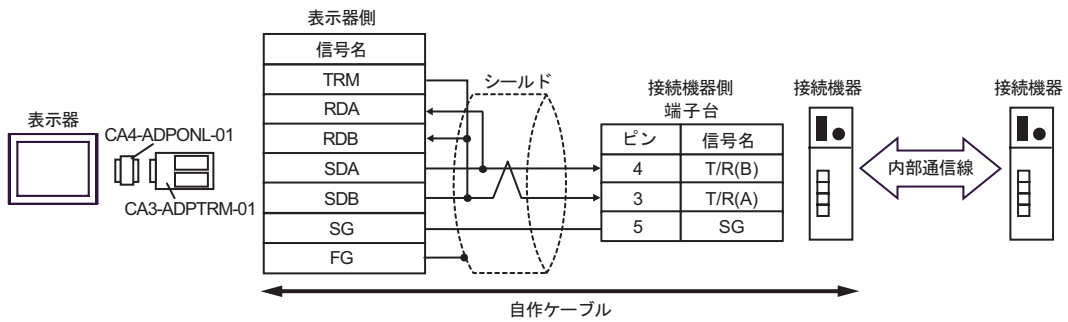 表示器側
信号名
TRM
RDA
RDB
SDA
SDB
SG
FG
シールド
接続機器側
端子台
ピン 信号名
4 T/R(B)
3 T/R(A)
5 SG
接続機器
接続機器
内部通信線
表示器
CA4-ADPONL-01
CA3-ADPTRM-01
自作ケーブル